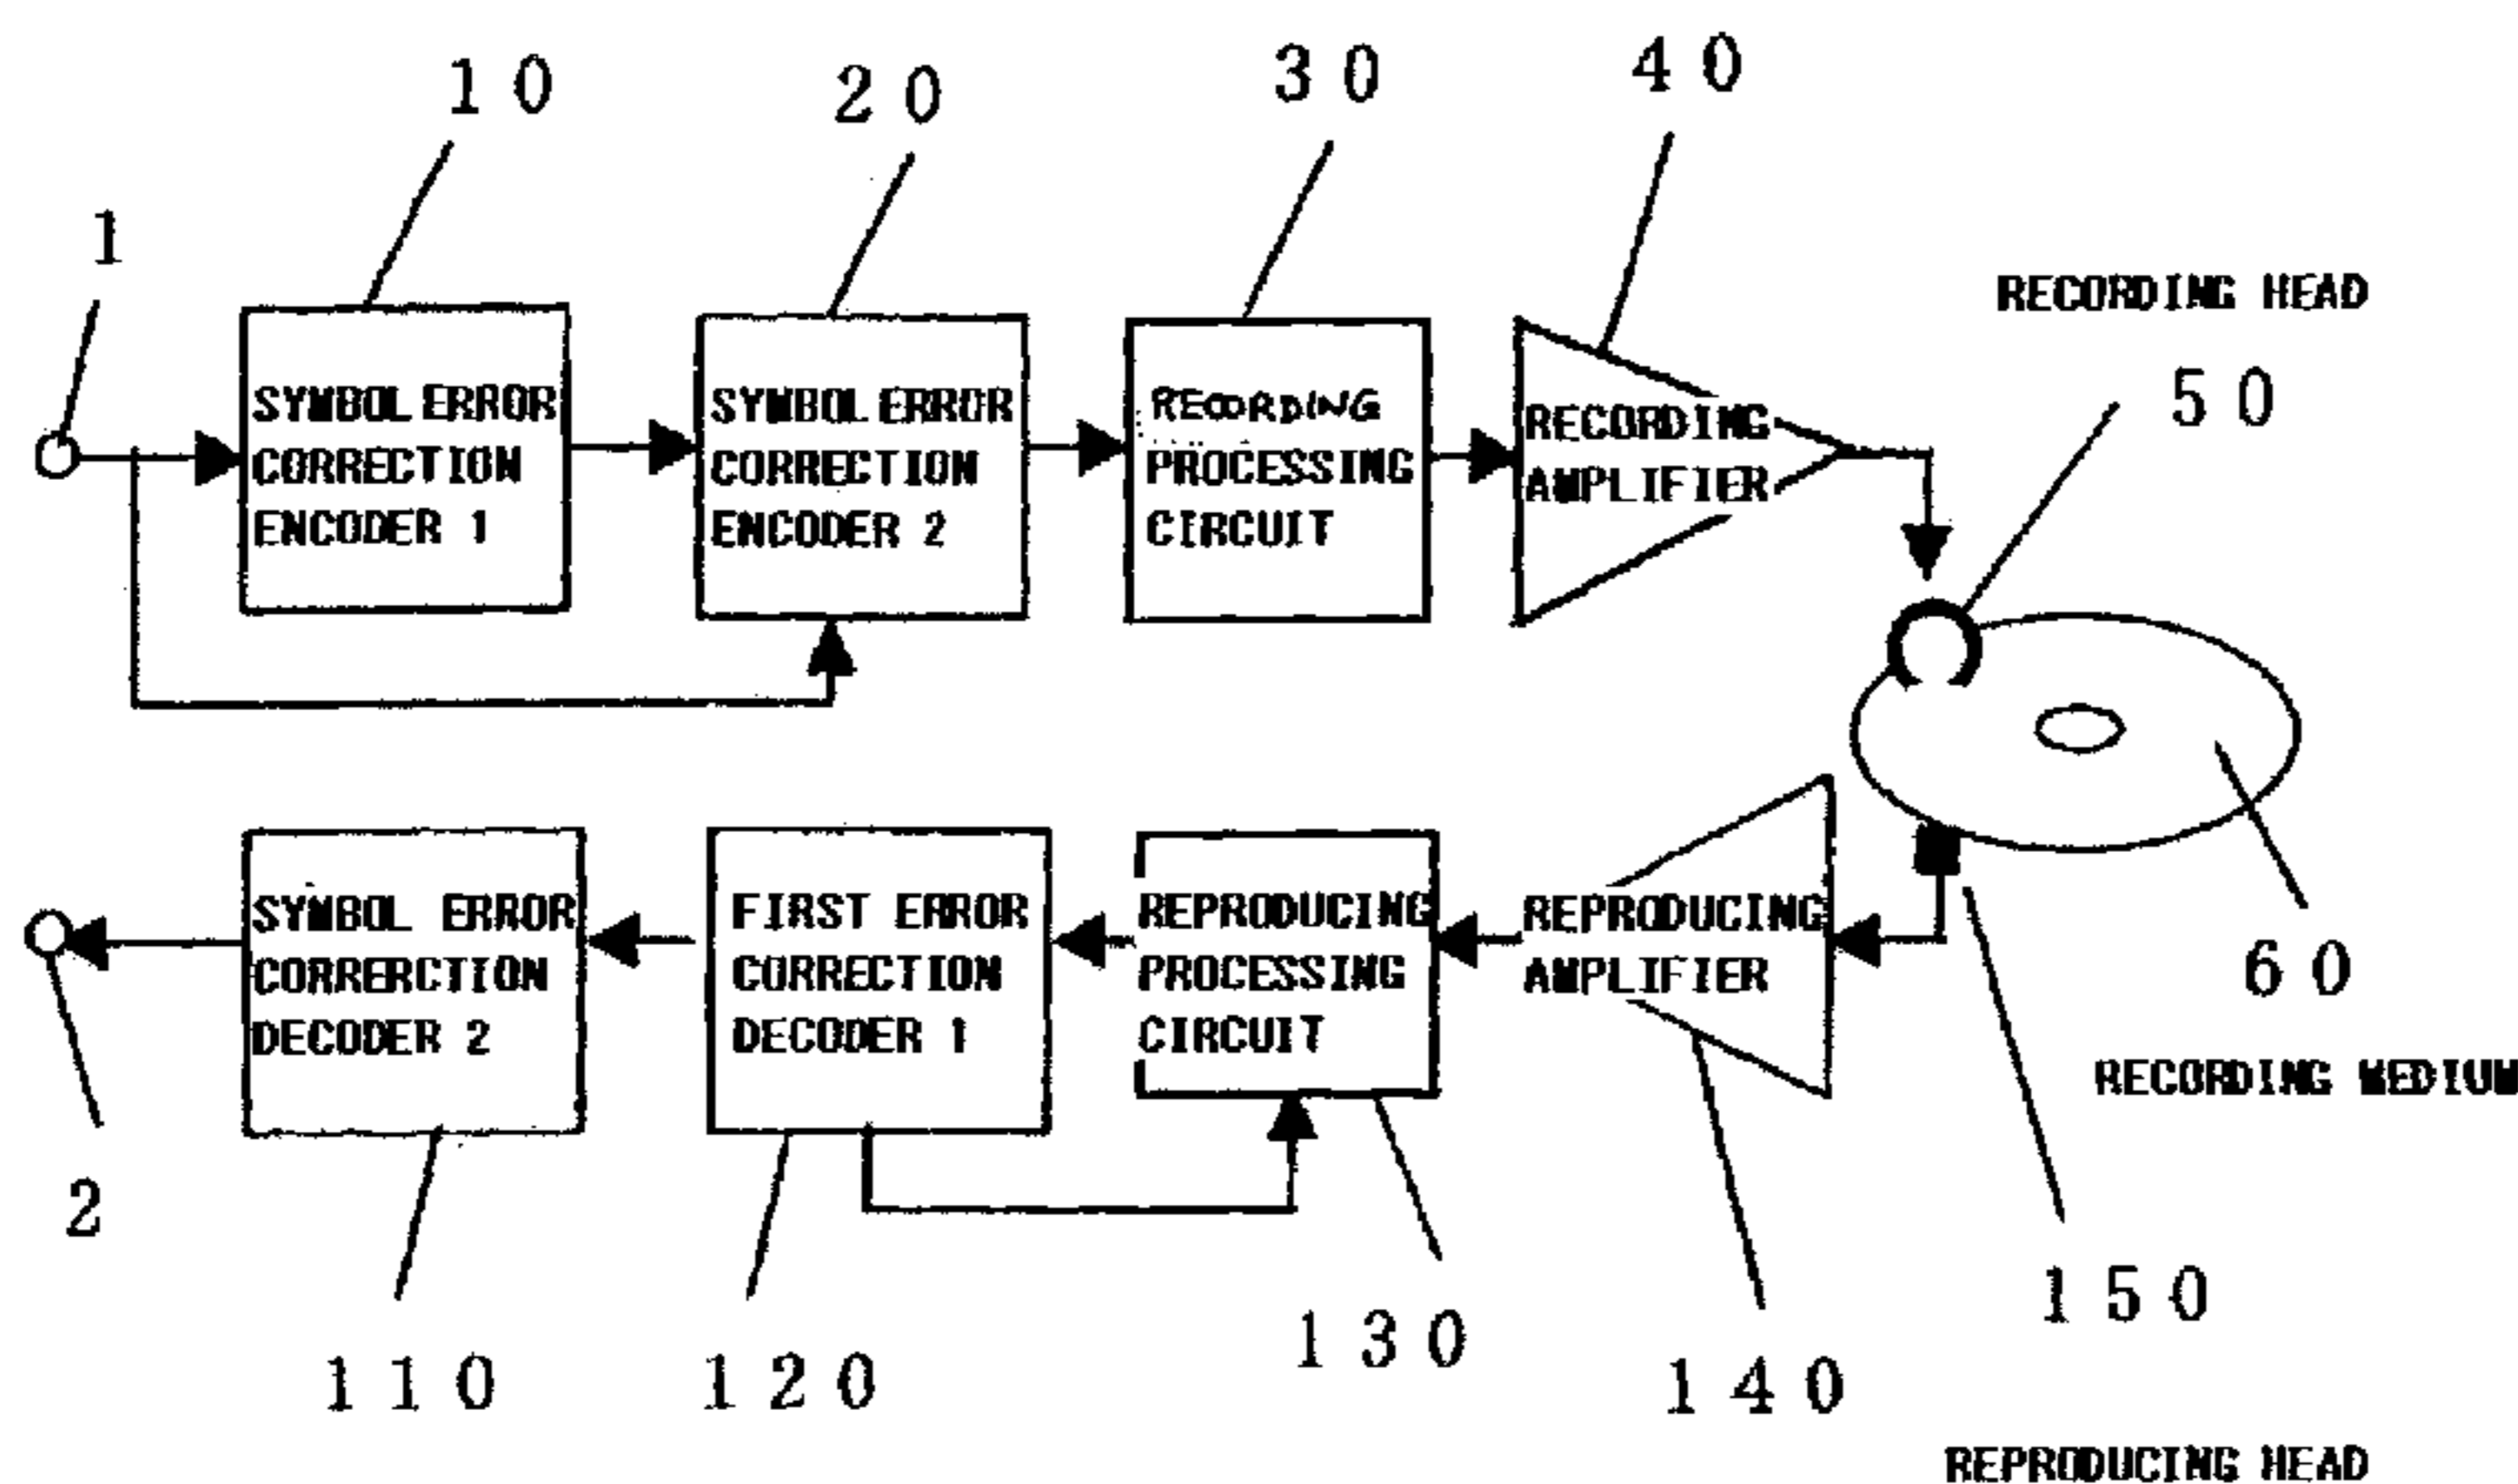 10
20
30
40
1
RECORDING HEAD
50
SYMBOL ERROR
CORRECTION
ENCODER 1
SYMBOL ERROR
CORRECTION
ENCODER 2
RECORDING
PROCESSING
CIRCUIT
RECORDING
AMPLIFIER
SYMBOL ERROR
CORRERCTION
DECODER 2
FIRST ERROR
CORRECTION
DECODER 1
REPRODUCING
PROCESSING
CIRCUIT
REPRODUCING
AMPLIFIER
60
RECORDING MEDIUM
2
110
120
130
140
150
REPRODUCING HEAD